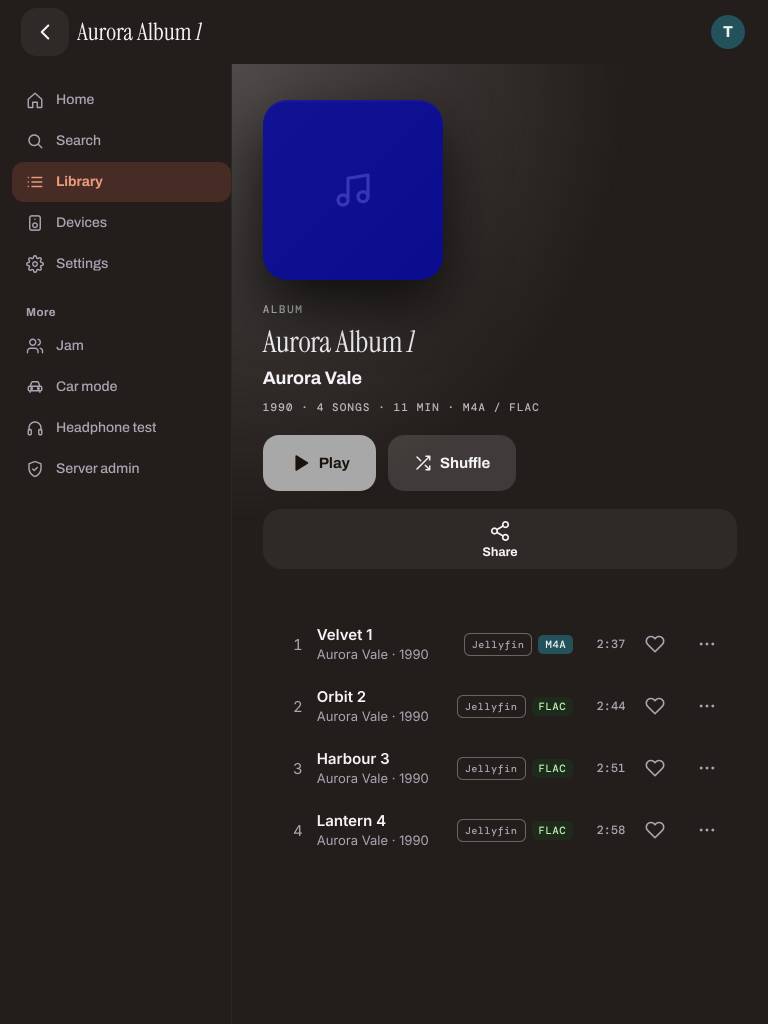 Aurora Album 1
T
Home
Search
Library
Devices
Settings
More
Jam
Car mode
Headphone test
Server admin
ALBUM
Aurora Album 1
Aurora Vale
1990 · 4 SONGS · 11 MIN · M4A / FLAC
Play
Shuffle
Share
1 Velvet 1 Jellyfin M4A 2:37
Aurora Vale · 1990
2 Orbit 2 Jellyfin FLAC 2:44
Aurora Vale · 1990
3 Harbour 3 Jellyfin FLAC 2:51
Aurora Vale · 1990
4 Lantern 4 Jellyfin FLAC 2:58
Aurora Vale · 1990